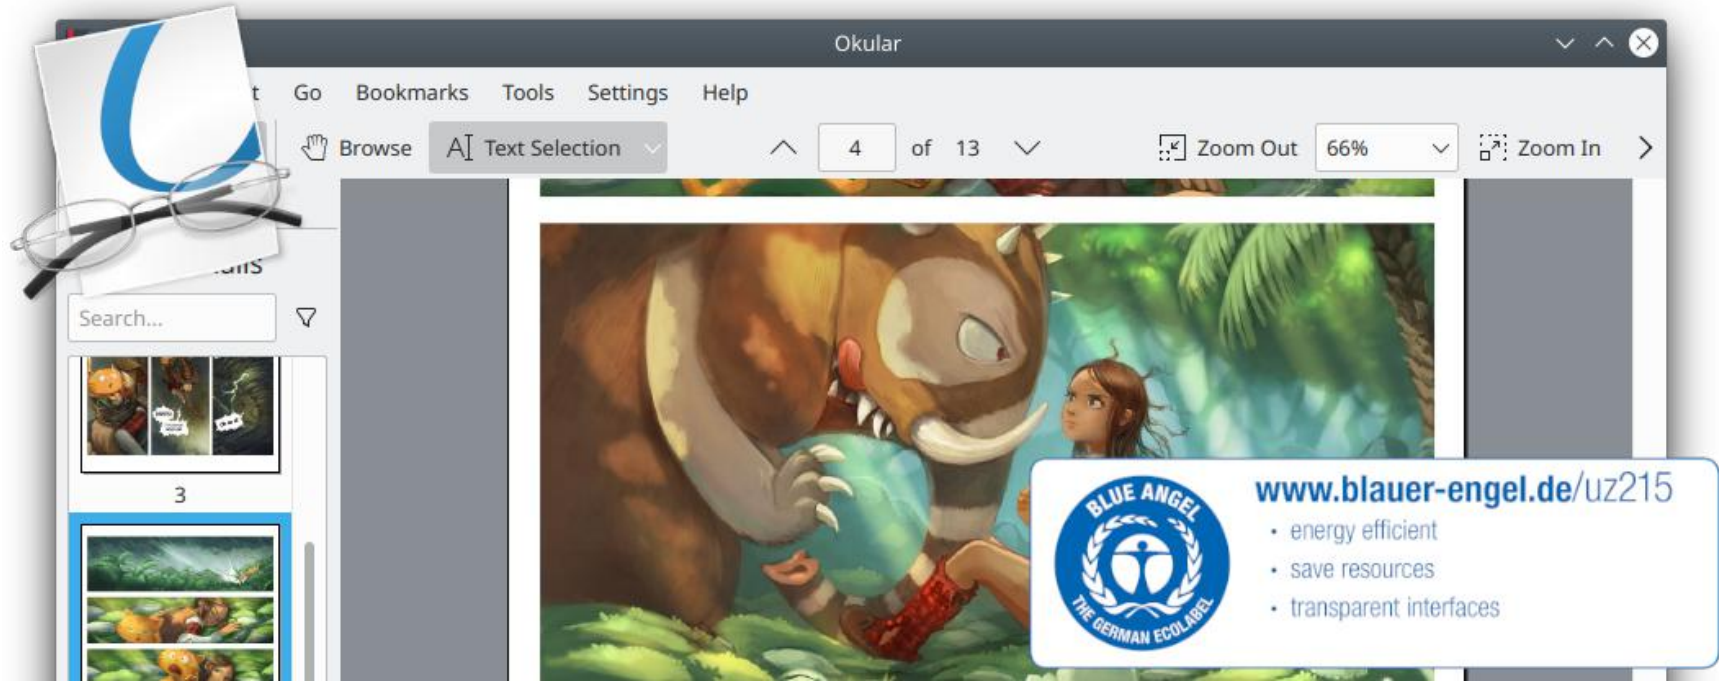 Okular
Go Bookmarks Tools Settings Help
Browse Text Selection 4 of 13 Zoom Out 66% Zoom In
Search...
3
www.blauer-engel.de/uz215
• energy efficient
• save resources
• transparent interfaces
BLUE ANGEL
THE GERMAN ECOLABEL